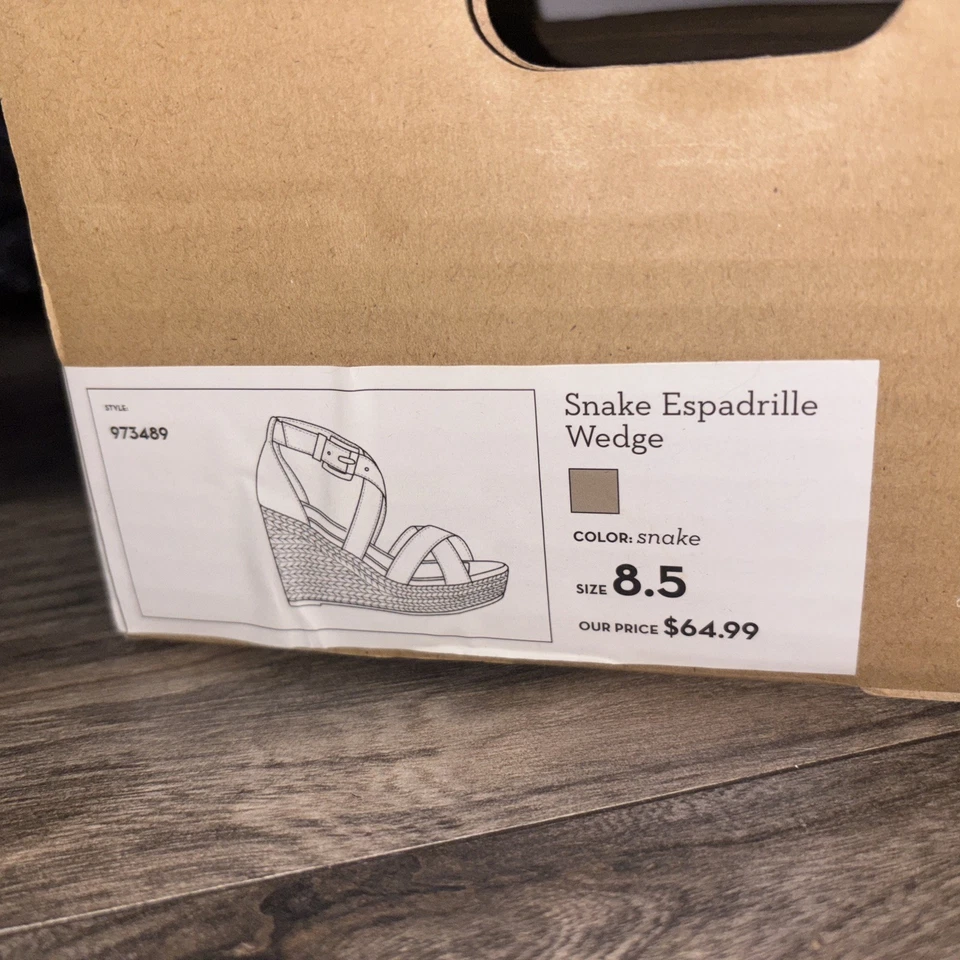 STYLE:
973489
Snake Espadrille
Wedge
COLOR: snake
SIZE 8.5
OUR PRICE $64.99